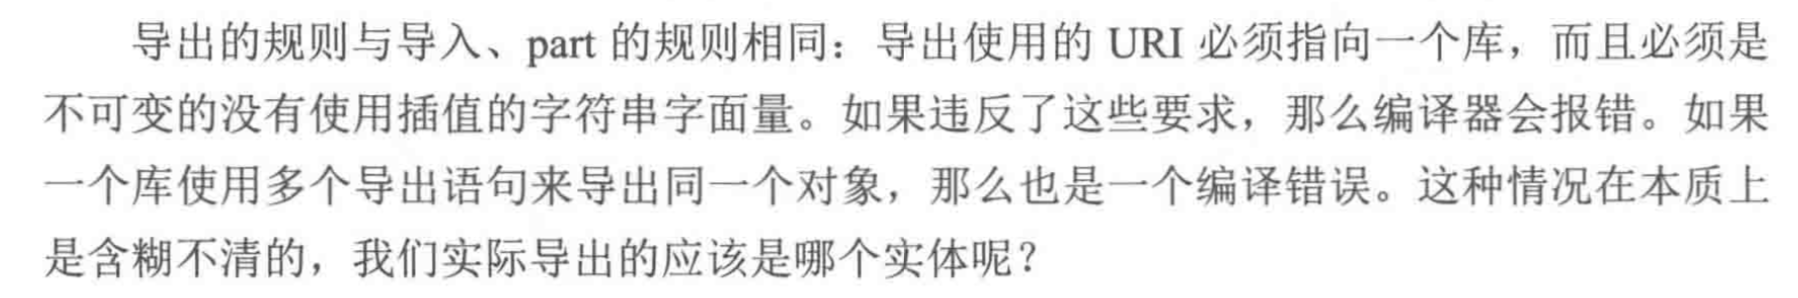 导出的规则与导入、part 的规则相同：导出使用的 URI 必须指向一个库，而且必须是
不可变的没有使用插值的字符串字面量。如果违反了这些要求，那么编译器会报错。如果
一个库使用多个导出语句来导出同一个对象，那么也是一个编译错误。这种情况在本质上
是含糊不清的，我们实际导出的应该是哪个实体呢？